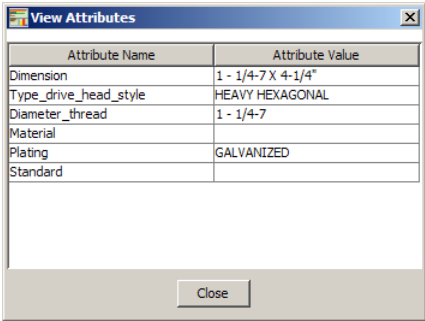 View Attributes
Attribute Name Attribute Value
Dimension 1 - 1/4-7 X 4-1/4"
Type_drive_head_style HEAVY HEXAGONAL
Diameter_thread 1 - 1/4-7
Material
Plating GALVANIZED
Standard
Close